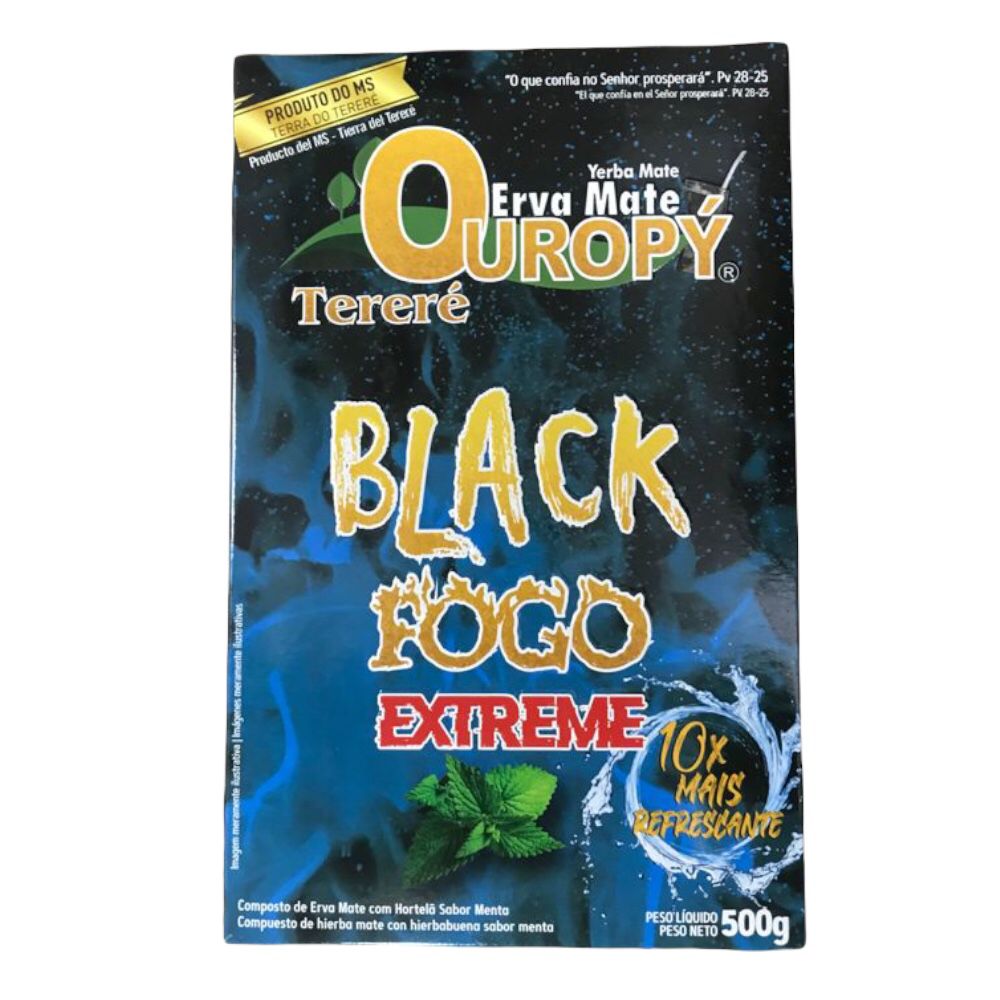 PRODUTO DO MS
TERRA DO TERERÉ
Producto del MS - Tierra del Tereré
"O que confia no Senhor prosperará". Pv 28-25
"El que confía en el Señor prosperará". PV. 28-25
Yerba Mate
Erva Mate
OUROPÝ®
Tereré
BLACK
FOGO
EXTREME
10x
MAIS
REFRESCANTE
Imagem meramente ilustrativa | Imágenes meramente ilustrativas
Composto de Erva Mate com Hortelã Sabor Menta
Compuesto de hierba mate con hierbabuena sabor menta
PESO LÍQUIDO
PESO NETO 500g